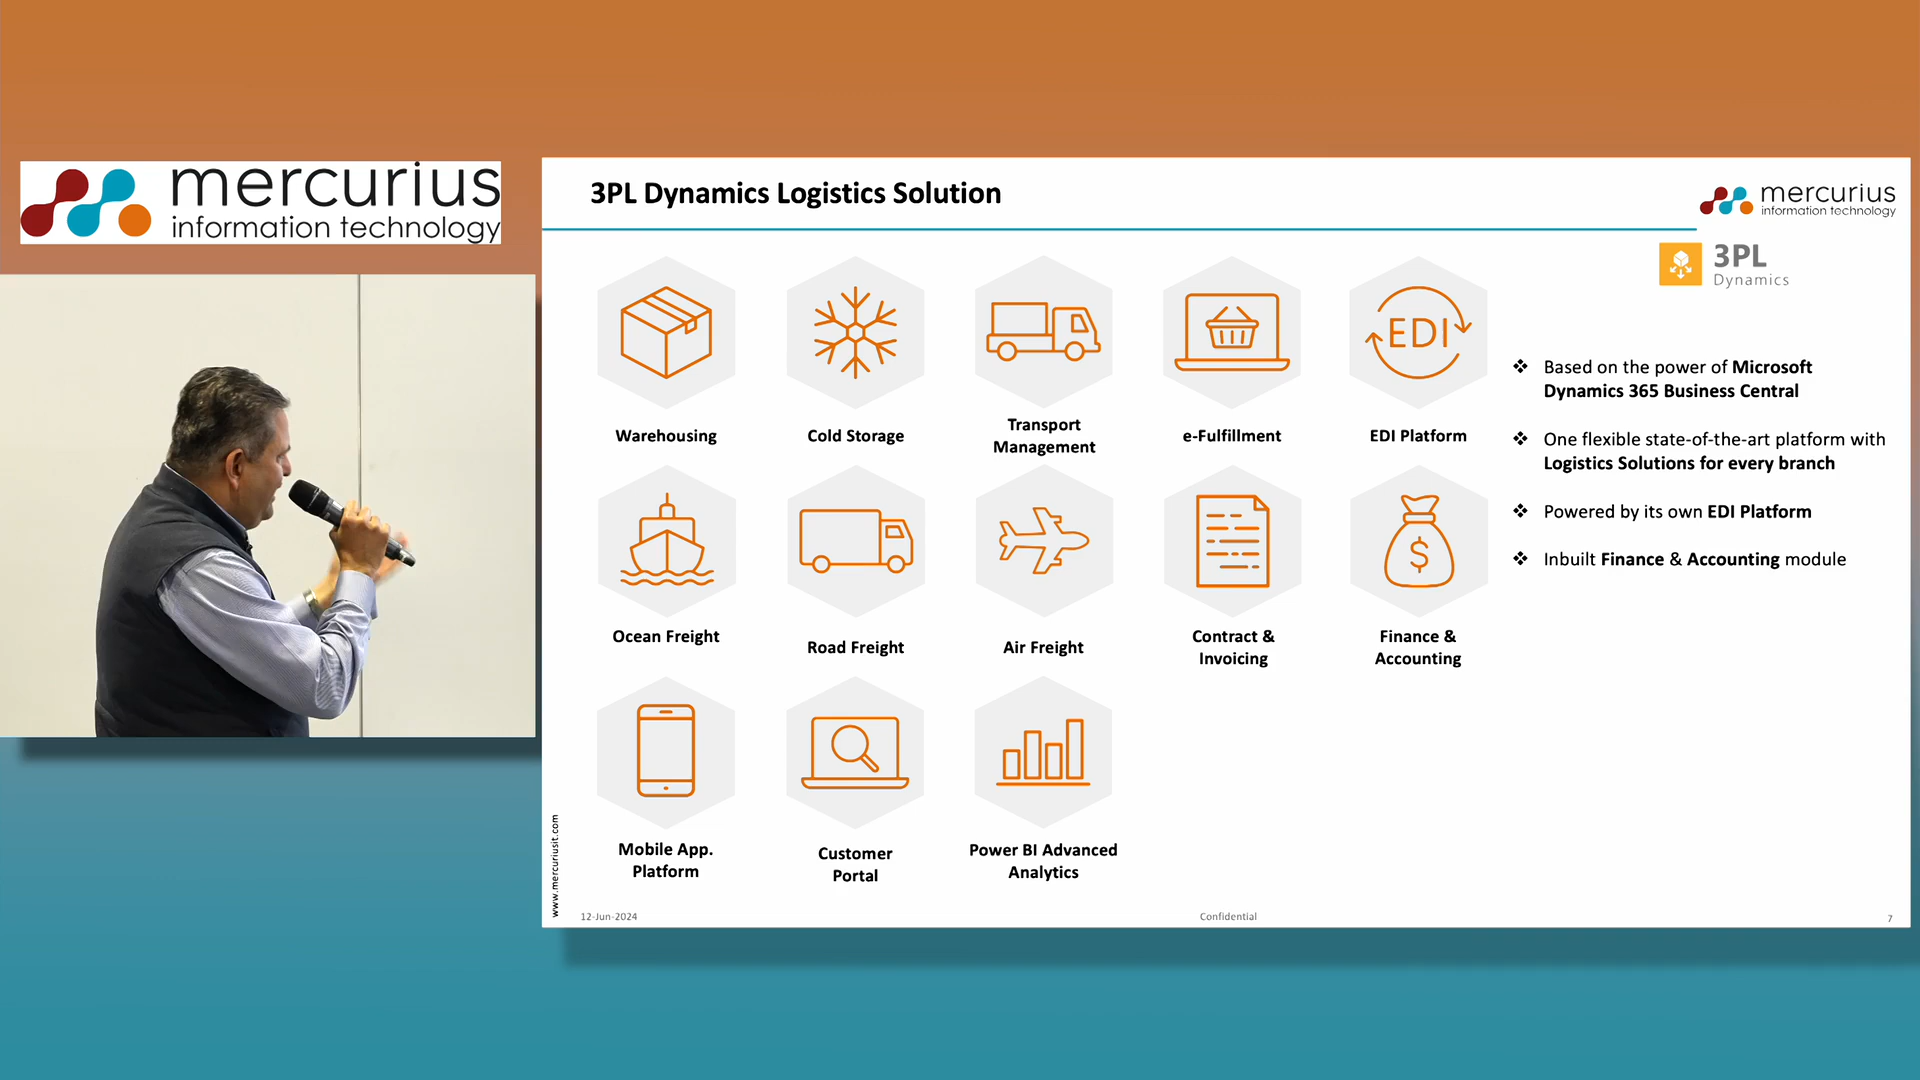 mercurius
information technology
3PL Dynamics Logistics Solution
mercurius
information technology
3PL
Dynamics
EDI
Warehousing
Cold Storage
Transport
Management
e-Fulfillment
EDI Platform
$
Ocean Freight
Road Freight
Air Freight
Contract &
Invoicing
Finance &
Accounting
Mobile App.
Platform
Customer
Portal
Power BI Advanced
Analytics
❖ Based on the power of Microsoft
Dynamics 365 Business Central
❖ One flexible state-of-the-art platform with
Logistics Solutions for every branch
❖ Powered by its own EDI Platform
❖ Inbuilt Finance & Accounting module
www.mercuriusit.com
12-Jun-2024
Confidential
7